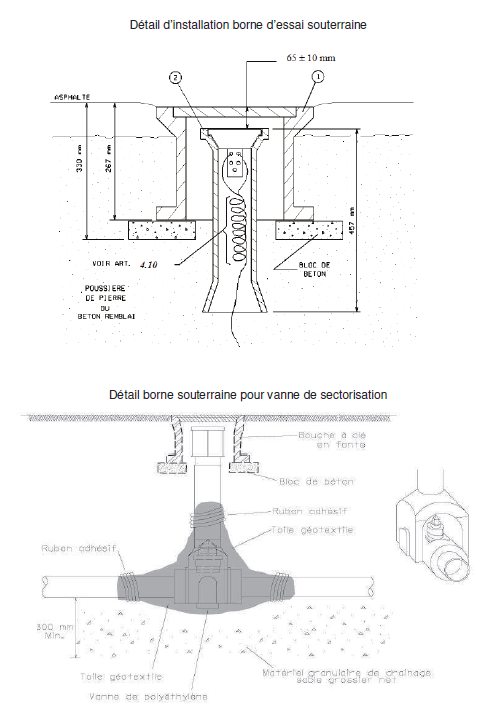 Détail d'installation borne d'essai souterraine
65 ± 10 mm
2
1
ASPHALTE
330 mm
267 mm
457 mm
VOIR ART. 4.10
BLOC DE
BÉTON
POUSSIÈRE
DE PIERRE
OU
BÉTON REMBLAI
Détail borne souterraine pour vanne de sectorisation
Bouche à clé
en fonte
Bloc de béton
Ruban adhésif
Toile géotextile
Ruban adhésif
300 mm
Min.
Toile géotextile
Vanne de polyéthylène
Matériel granulaire de drainage
sable grossier net